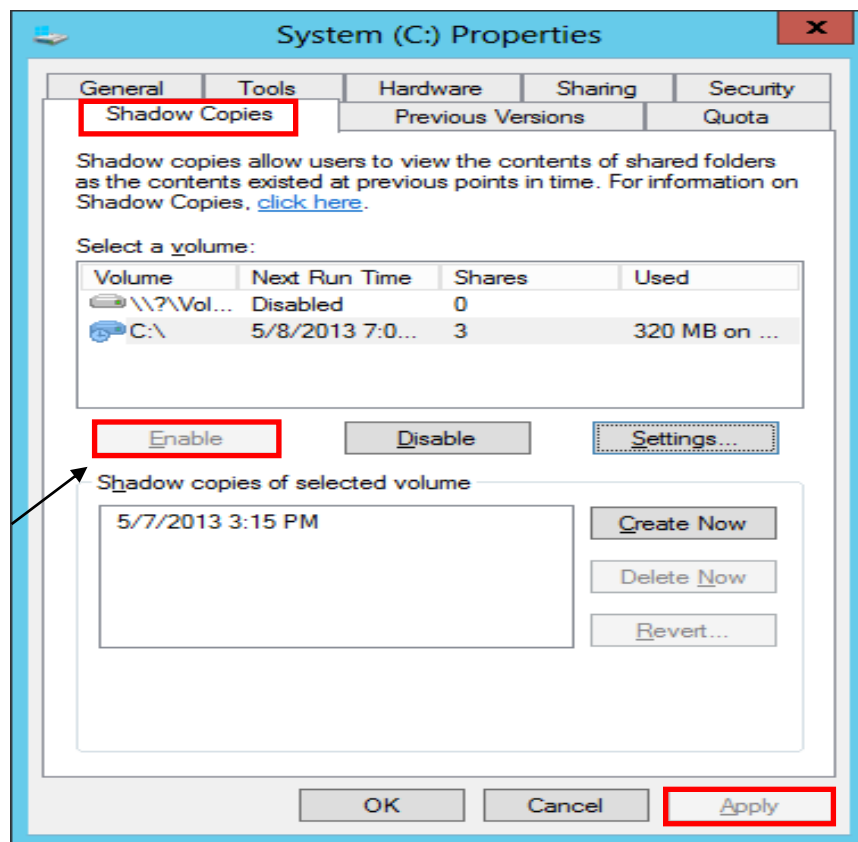 System (C:) Properties
x
General Tools Hardware Sharing Security
Shadow Copies Previous Versions Quota
Shadow copies allow users to view the contents of shared folders
as the contents existed at previous points in time. For information on
Shadow Copies, click here.
Select a volume:
Volume Next Run Time Shares Used
\\?\Vol... Disabled 0
C:\ 5/8/2013 7:0... 3 320 MB on ...
Enable Disable Settings...
Shadow copies of selected volume
5/7/2013 3:15 PM
Create Now
Delete Now
Revert...
OK Cancel Apply